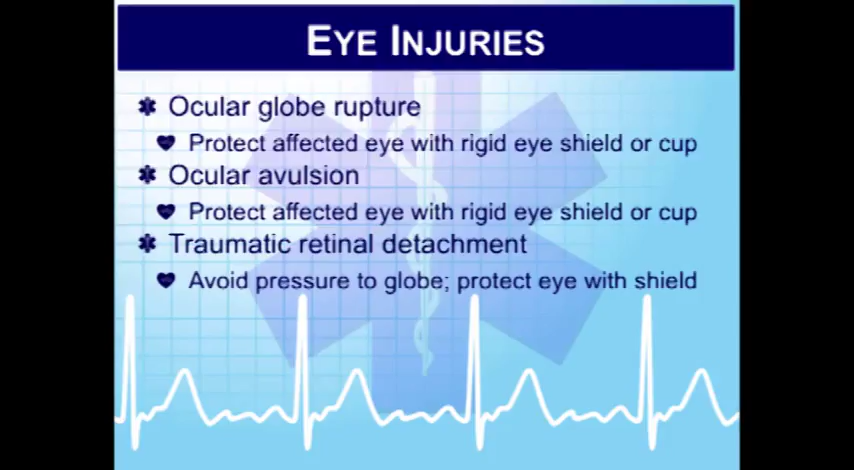 EYE INJURIES
Ocular globe rupture
Protect affected eye with rigid eye shield or cup
Ocular avulsion
Protect affected eye with rigid eye shield or cup
Traumatic retinal detachment
Avoid pressure to globe; protect eye with shield